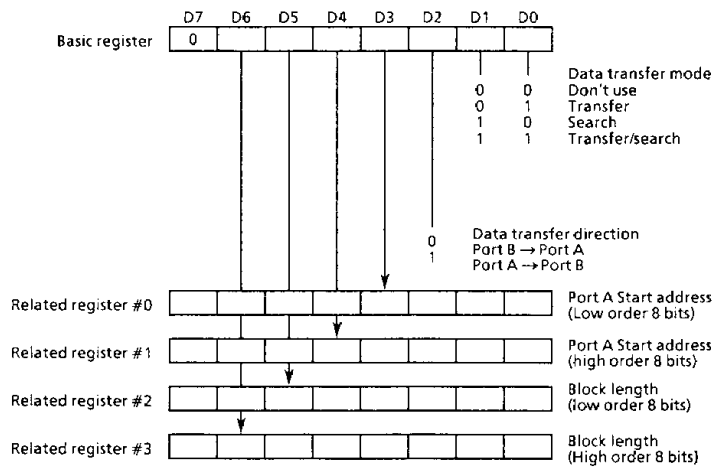 D7 D6 D5 D4 D3 D2 D1 D0
Basic register 0
Data transfer mode
0 0 Don't use
0 1 Transfer
1 0 Search
1 1 Transfer/search
Data transfer direction
0 Port B → Port A
1 Port A → Port B
Related register #0
Port A Start address
(Low order 8 bits)
Related register #1
Port A Start address
(high order 8 bits)
Related register #2
Block length
(low order 8 bits)
Related register #3
Block length
(High order 8 bits)